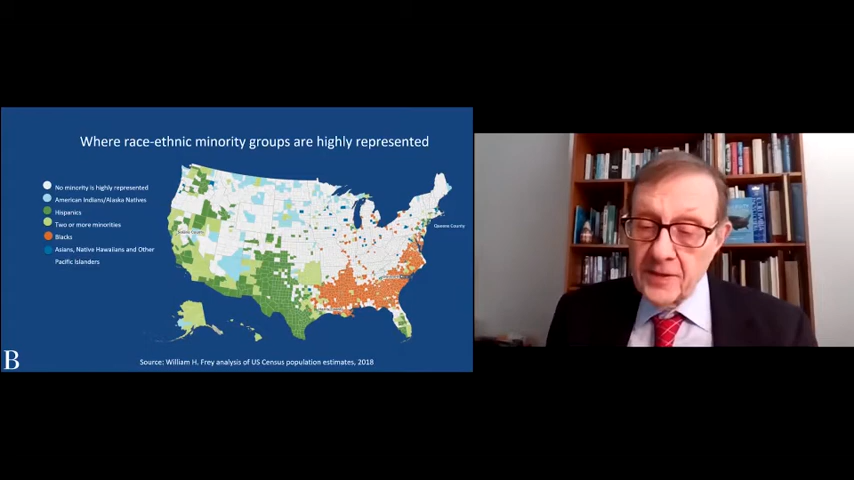 Where race-ethnic minority groups are highly represented
No minority is highly represented
American Indians/Alaska Natives
Hispanics
Two or more minorities
Blacks
Asians, Native Hawaiians and Other
Pacific Islanders
Queens County
B
Source: William H. Frey analysis of US Census population estimates, 2018